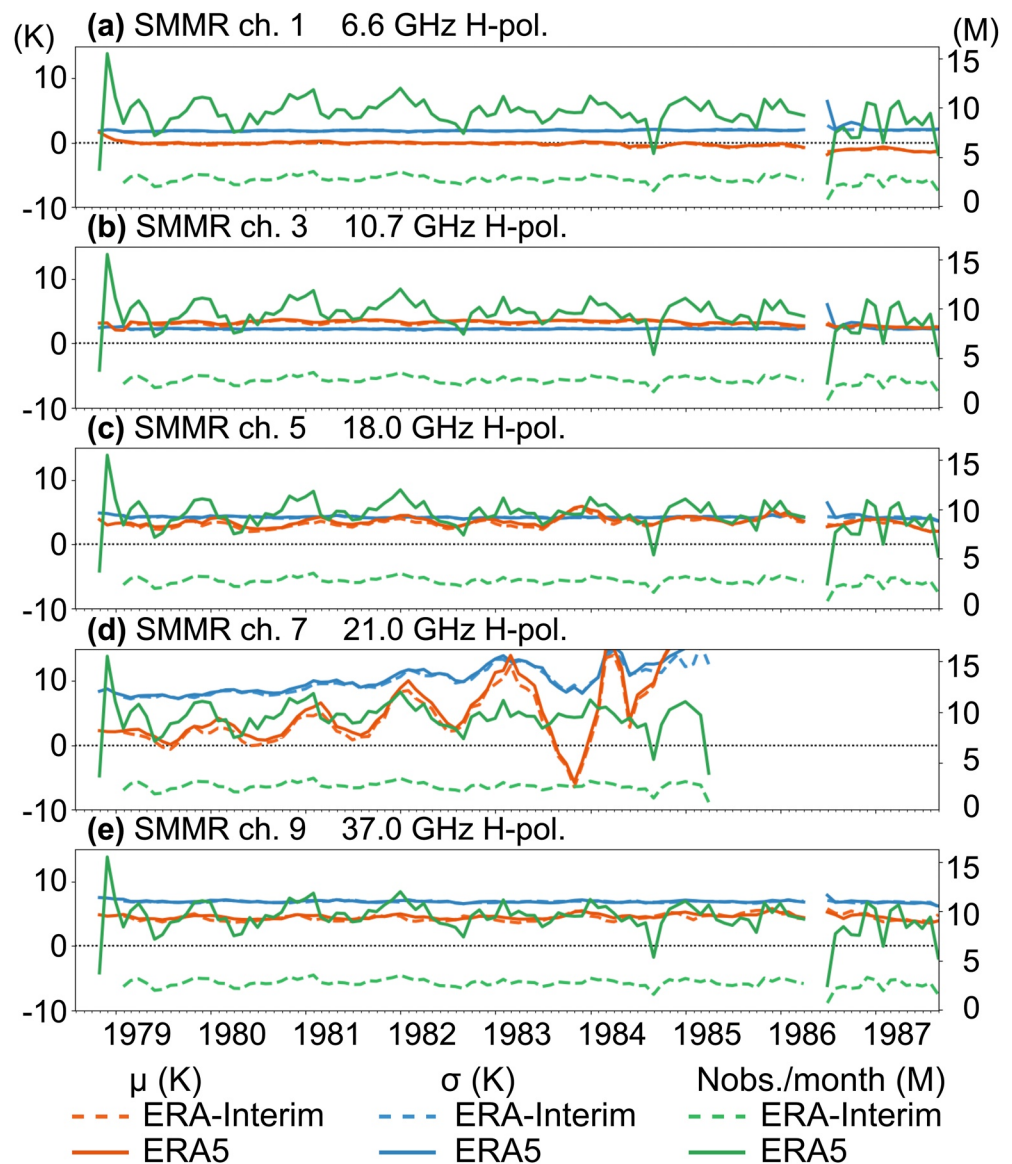 (a) SMMR ch. 1 6.6 GHz H-pol.
(K) (M)
10 15
10
0
5
-10 0
(b) SMMR ch. 3 10.7 GHz H-pol.
10 15
10
0
5
-10 0
(c) SMMR ch. 5 18.0 GHz H-pol.
10 15
10
0
5
-10 0
(d) SMMR ch. 7 21.0 GHz H-pol.
10 15
10
0
5
-10 0
(e) SMMR ch. 9 37.0 GHz H-pol.
10 15
10
0
5
-10 0
1979 1980 1981 1982 1983 1984 1985 1986 1987
μ (K) σ (K) Nobs./month (M)
ERA-Interim ERA-Interim ERA-Interim
ERA5 ERA5 ERA5